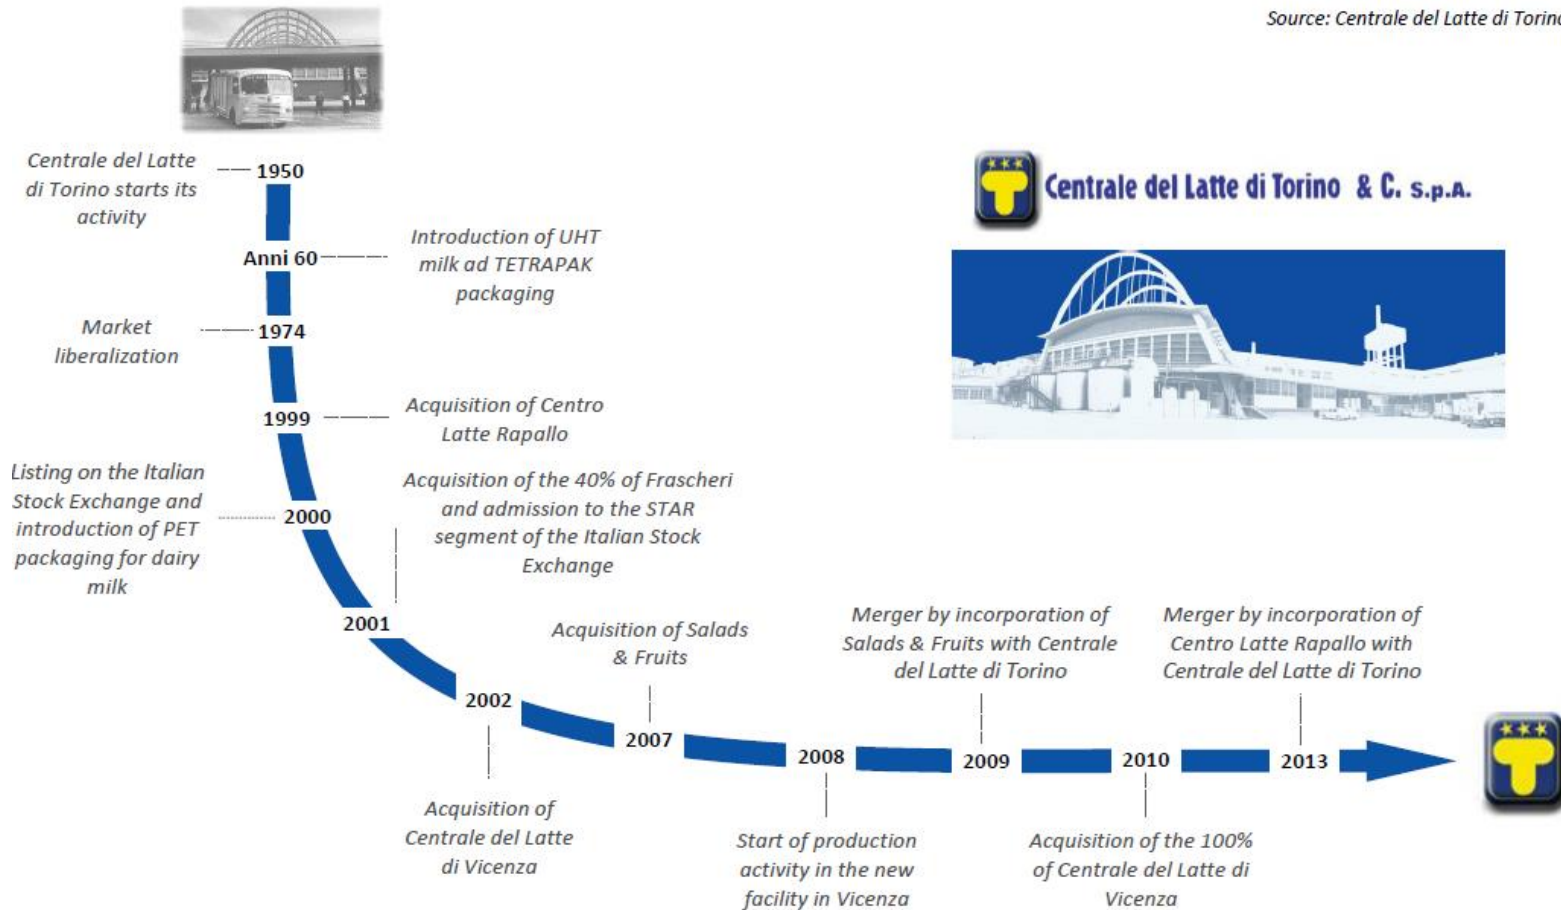 Source: Centrale del Latte di Torino
Centrale del Latte
di Torino starts its
activity
1950
Anni 60
Introduction of UHT
milk ad TETRAPAK
packaging
Market
liberalization
1974
1999
Acquisition of Centro
Latte Rapallo
Listing on the Italian
Stock Exchange and
introduction of PET
packaging for dairy
milk
2000
Acquisition of the 40% of Frascheri
and admission to the STAR
segment of the Italian Stock
Exchange
2001
2002
Acquisition of
Centrale del Latte
di Vicenza
Acquisition of Salads
& Fruits
2007
2008
Start of production
activity in the new
facility in Vicenza
Merger by incorporation of
Salads & Fruits with Centrale
del Latte di Torino
2009
2010
Acquisition of the 100%
of Centrale del Latte di
Vicenza
Merger by incorporation of
Centro Latte Rapallo with
Centrale del Latte di Torino
2013
Centrale del Latte di Torino & C. S.p.A.